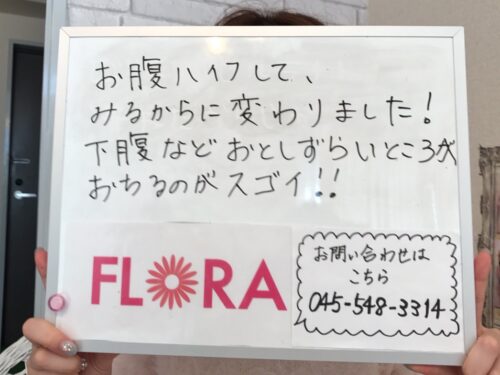 お腹ハイフして、
みるからに変わりました!
下腹などおとしずらいところが
おちるのがスゴイ!!
FLORA
お問い合わせは
こちら
045-548-3314